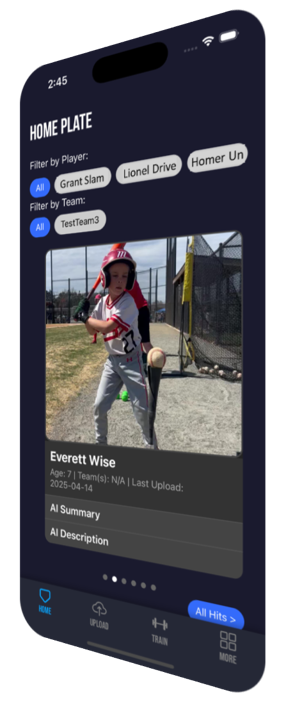 2:45
HOME PLATE
Filter by Player:
All Grant Slam Lionel Drive Homer Un
Filter by Team:
All TestTeam3
27
Everett Wise
Age: 7 | Team(s): N/A | Last Upload:
2025-04-14
AI Summary
AI Description
All Hits >
HOME UPLOAD TRAIN MORE